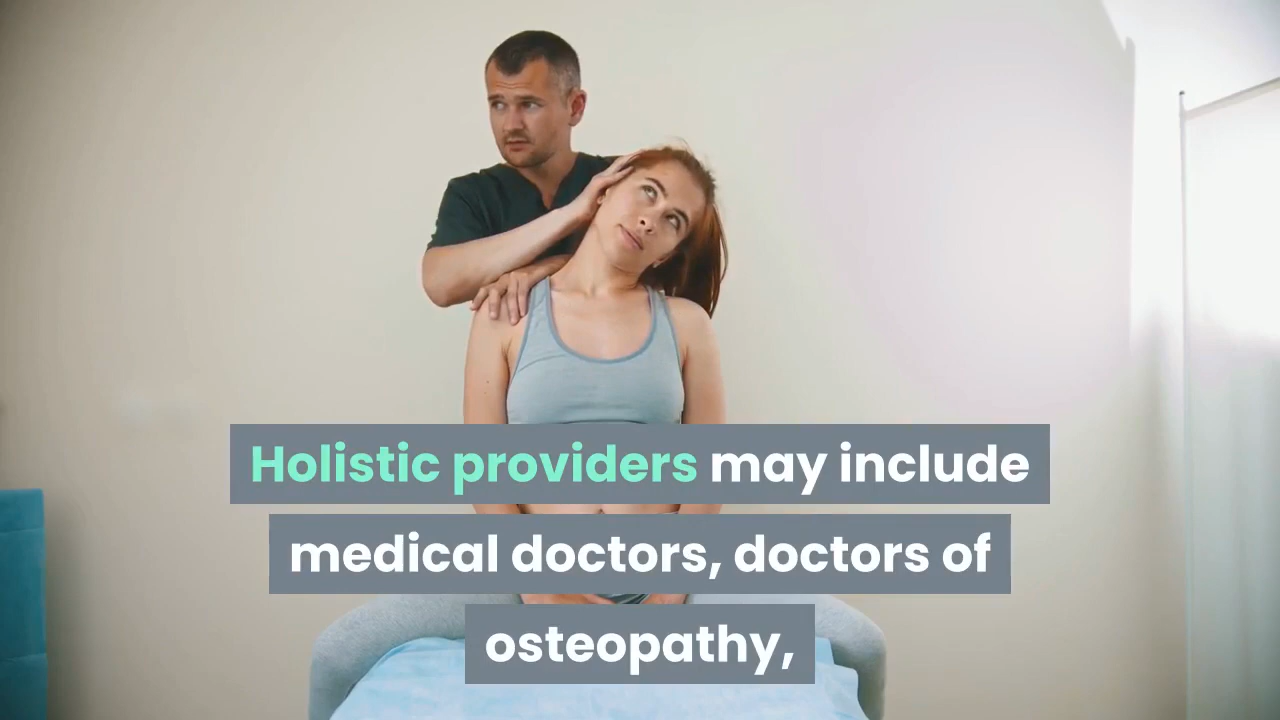 Holistic providers may include
medical doctors, doctors of
osteopathy,